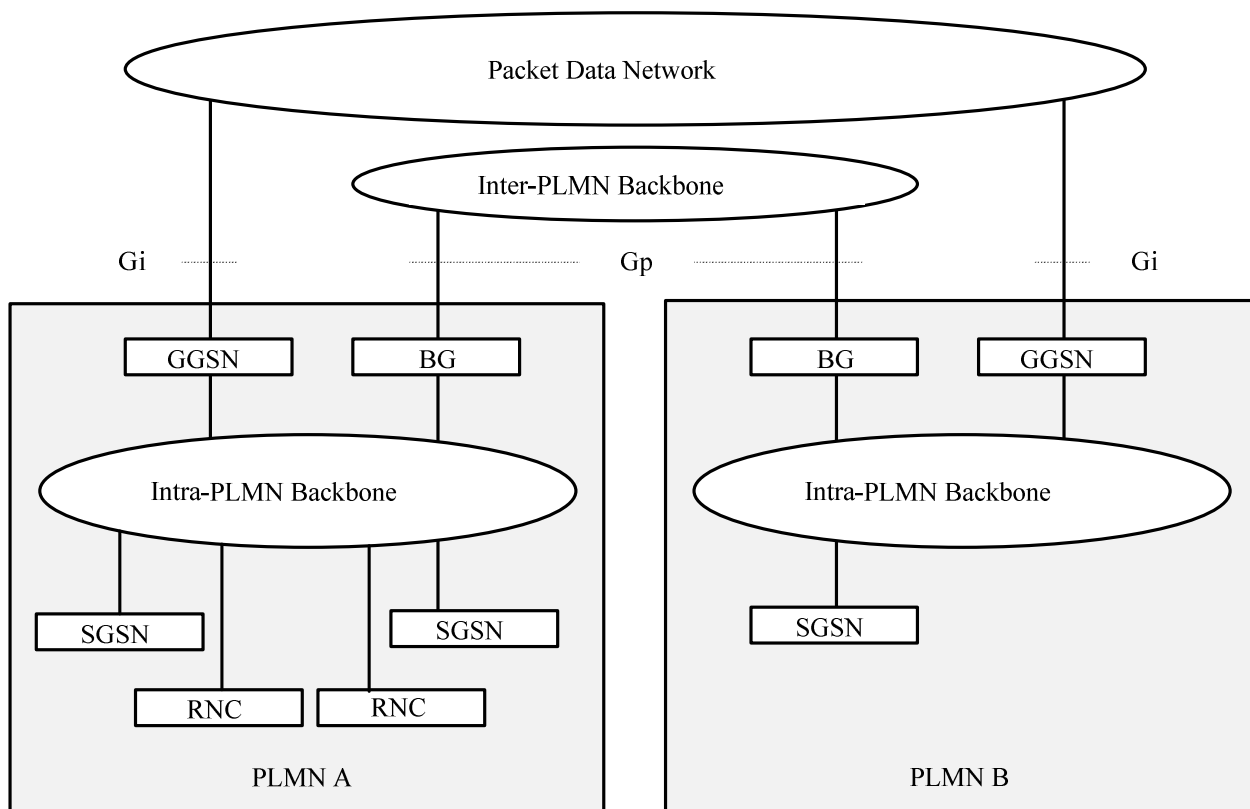 Packet Data Network
Inter-PLMN Backbone
Gi
Gp
Gi
GGSN
BG
BG
GGSN
Intra-PLMN Backbone
Intra-PLMN Backbone
SGSN
SGSN
SGSN
RNC
RNC
PLMN A
PLMN B